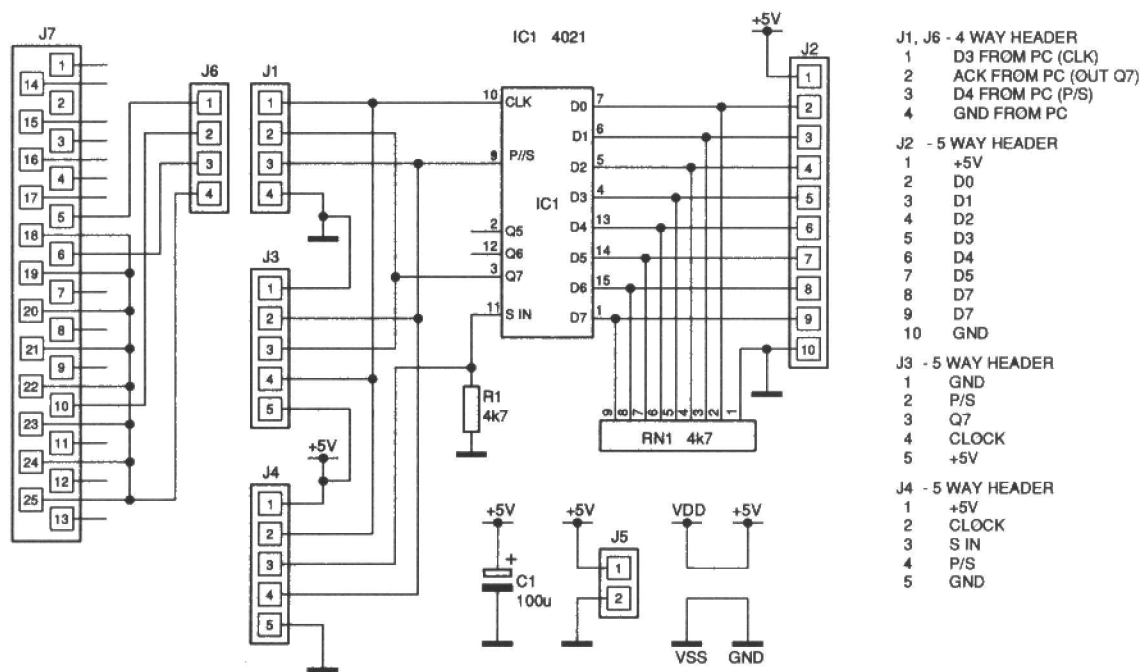 J7
1
14
2
15
3
16
4
17
5
18
6
19
7
20
8
21
9
22
10
23
11
24
12
25
13
J6
1
2
3
4
J1
1
2
3
4
J3
1
2
3
4
5
+5V
J4
1
2
3
4
5
IC1 4021
10 CLK
9 P//S
2 Q5
12 Q6
3 Q7
11 S IN
IC1
D0 7
D1 6
D2 5
D3 4
D4 13
D5 14
D6 15
D7 1
R1
4k7
9 8 7 6 5 4 3 2 1
RN1 4k7
+5V
J2
1
2
3
4
5
6
7
8
9
10
+5V
+
C1
100u
+5V
J5
1
2
VDD +5V
VSS GND
J1, J6 - 4 WAY HEADER
1 D3 FROM PC (CLK)
2 ACK FROM PC (OUT Q7)
3 D4 FROM PC (P/S)
4 GND FROM PC
J2 - 5 WAY HEADER
1 +5V
2 D0
3 D1
4 D2
5 D3
6 D4
7 D5
8 D7
9 D7
10 GND
J3 - 5 WAY HEADER
1 GND
2 P/S
3 Q7
4 CLOCK
5 +5V
J4 - 5 WAY HEADER
1 +5V
2 CLOCK
3 S IN
4 P/S
5 GND